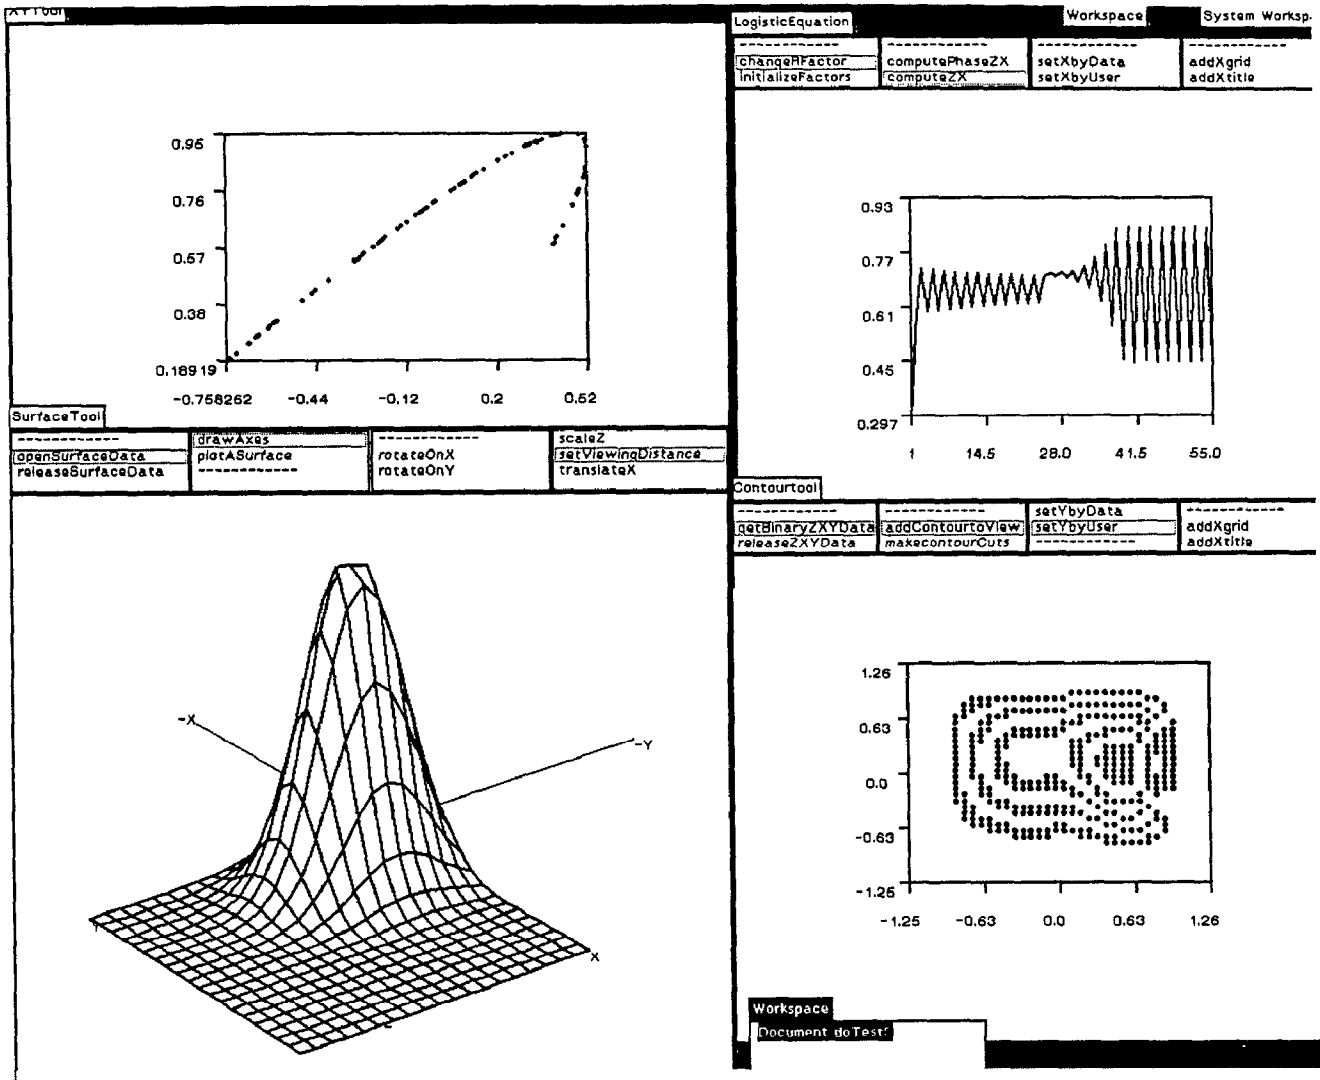 XYTool
0.95
0.76
0.57
0.38
0.18919
-0.758262 -0.44 -0.12 0.2 0.52
SurfaceTool
------------ drawAxes ------------ scaleZ
openSurfaceData plotASurface rotateOnX setViewingDistance
releaseSurfaceData ------------ rotateOnY translateX
-X
-Y
Y
X
LogisticEquation Workspace System Worksp
------------ ------------ ------------ ------------
changeRFactor computePhaseZX setXbyData addXgrid
initializeFactors computeZX setXbyUser addXtitle
0.93
0.77
0.61
0.45
0.297
1 14.5 28.0 41.5 55.0
Contourtool
------------ ------------ setYbyData ------------
getBinaryZXYData addContourtoView setYbyUser addXgrid
releaseZXYData makecontourCuts ------------ addXtitle
1.26
0.63
0.0
-0.63
-1.25
-1.25 -0.63 0.0 0.63 1.26
Workspace
Document doTest!